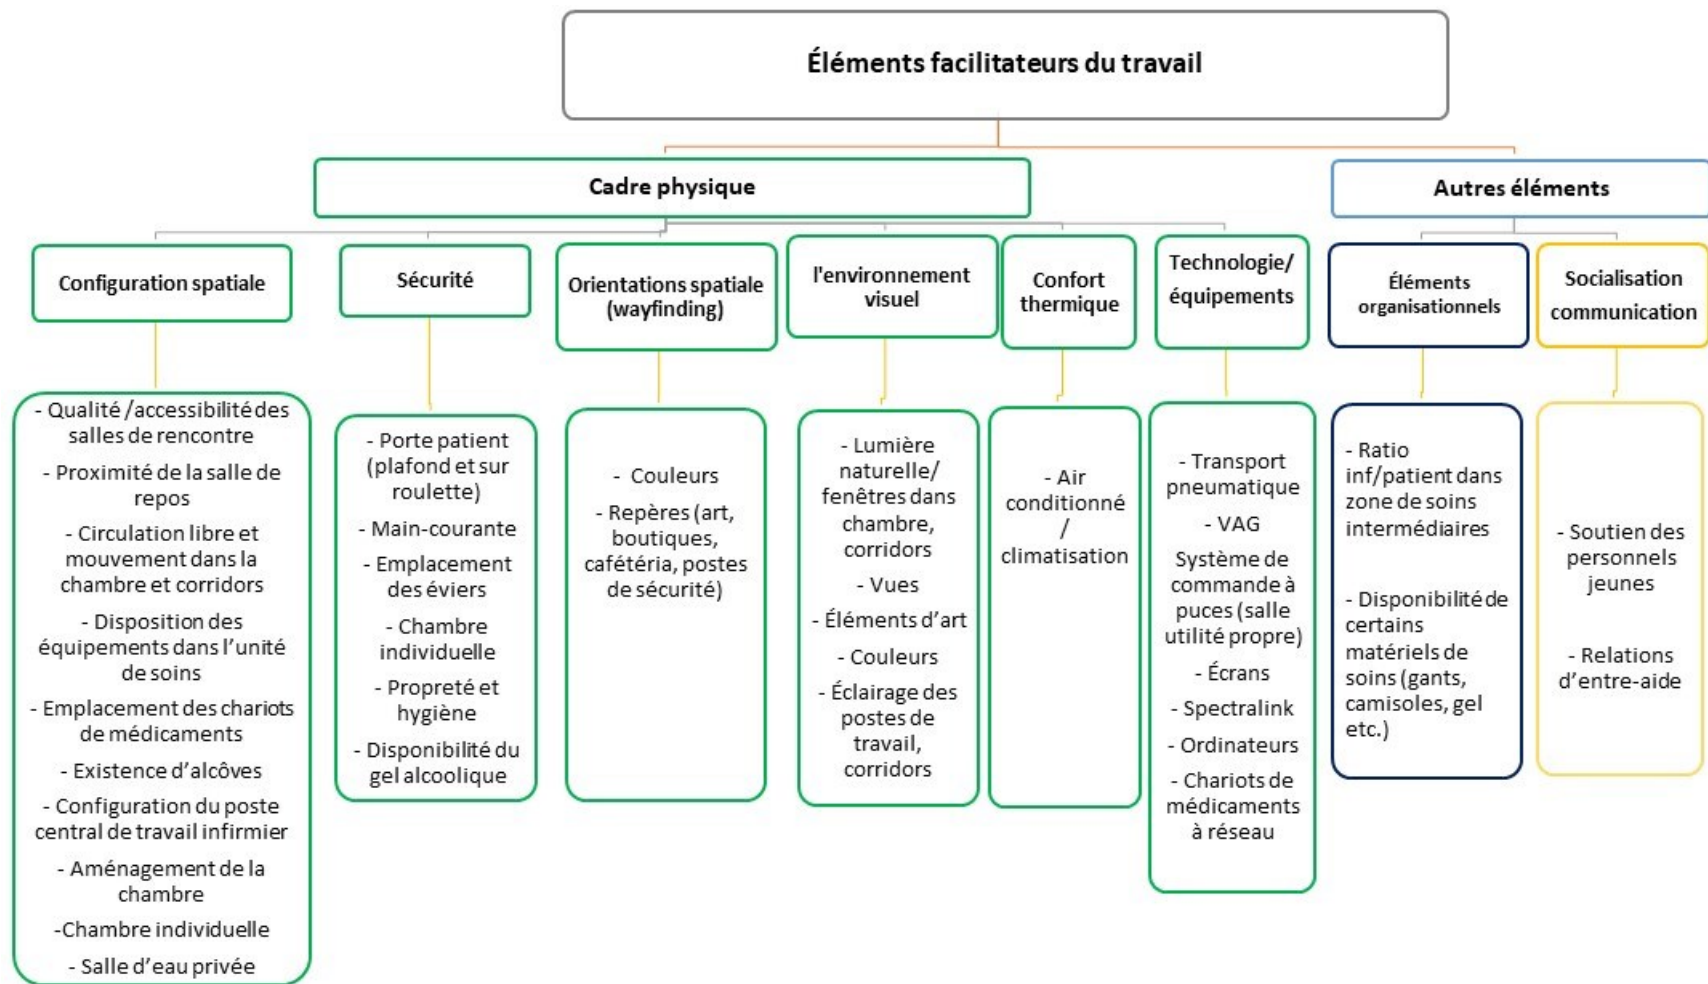 Éléments facilitateurs du travail
Cadre physique
Autres éléments
Configuration spatiale
Sécurité
Orientations spatiale
(wayfinding)
l'environnement
visuel
Confort
thermique
Technologie/
équipements
Éléments
organisationnels
Socialisation
communication
- Qualité /accessibilité des
salles de rencontre
- Proximité de la salle de
repos
- Circulation libre et
mouvement dans la
chambre et corridors
- Disposition des
équipements dans l’unité
de soins
- Emplacement des chariots
de médicaments
- Existence d’alcôves
- Configuration du poste
central de travail infirmier
- Aménagement de la
chambre
-Chambre individuelle
- Salle d’eau privée
- Porte patient
(plafond et sur
roulette)
- Main-courante
- Emplacement
des éviers
- Chambre
individuelle
- Propreté et
hygiène
- Disponibilité du
gel alcoolique
- Couleurs
- Repères (art,
boutiques,
cafétéria, postes
de sécurité)
- Lumière
naturelle/
fenêtres dans
chambre,
corridors
- Vues
- Éléments d’art
- Couleurs
- Éclairage des
postes de
travail,
corridors
- Air
conditionné
/
climatisation
- Transport
pneumatique
- VAG
Système de
commande à
puces (salle
utilité propre)
- Écrans
- Spectralink
- Ordinateurs
- Chariots de
médicaments
à réseau
- Ratio
inf/patient dans
zone de soins
intermédiaires
- Disponibilité de
certains
matériels de
soins (gants,
camisoles, gel
etc.)
- Soutien des
personnels
jeunes
- Relations
d’entre-aide